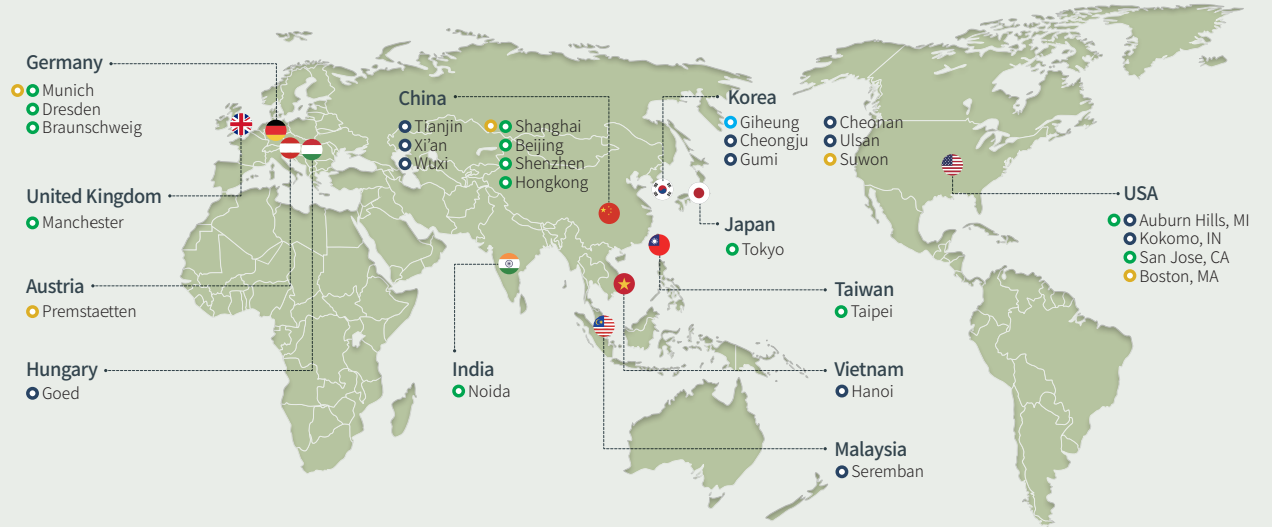 Germany
Munich
Dresden
Braunschweig
United Kingdom
Manchester
Austria
Premstaetten
Hungary
Goed
China
Tianjin
Xi'an
Wuxi
Shanghai
Beijing
Shenzhen
Hongkong
India
Noida
Korea
Giheung
Cheongju
Gumi
Cheonan
Ulsan
Suwon
Japan
Tokyo
Taiwan
Taipei
Vietnam
Hanoi
Malaysia
Seremban
USA
Auburn Hills, MI
Kokomo, IN
San Jose, CA
Boston, MA